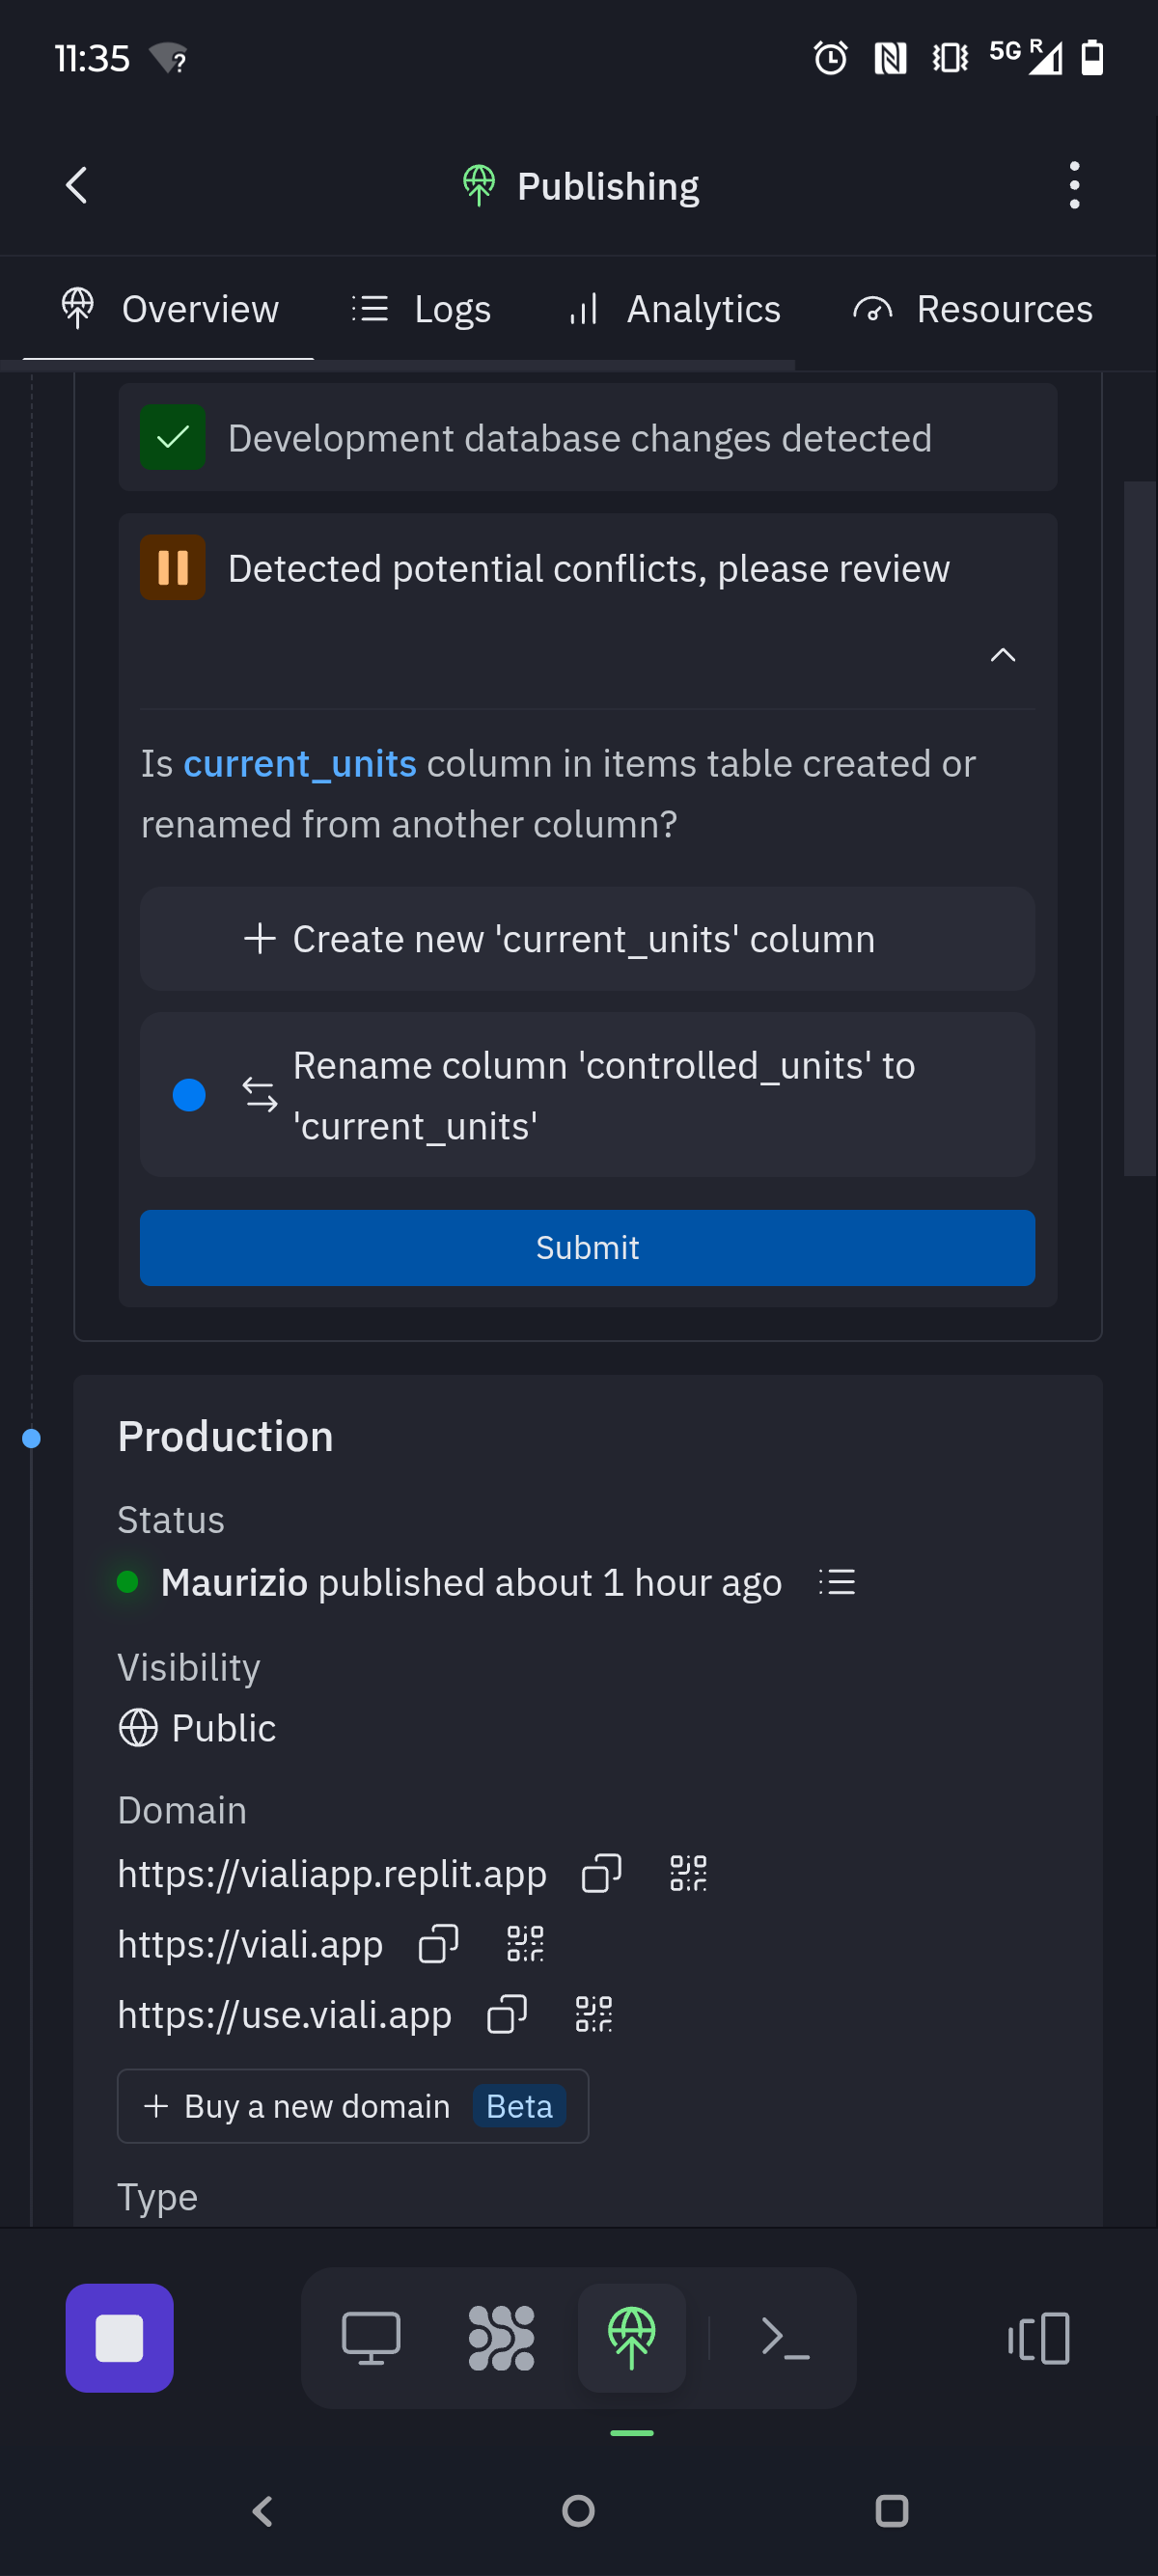 11:35
5G R
Publishing
Overview Logs Analytics Resources
Development database changes detected
Detected potential conflicts, please review
Is current_units column in items table created or
renamed from another column?
Create new 'current_units' column
Rename column 'controlled_units' to
'current_units'
Submit
Production
Status
Maurizio published about 1 hour ago
Visibility
Public
Domain
https://vialiapp.replit.app
https://viali.app
https://use.viali.app
+ Buy a new domain Beta
Type